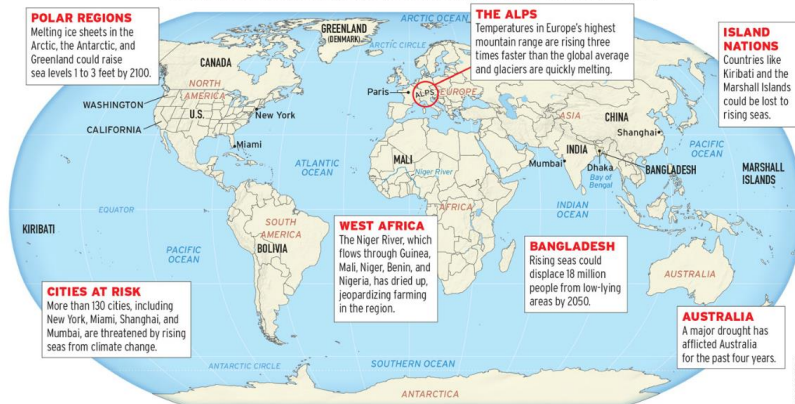 POLAR REGIONS
Melting ice sheets in the
Arctic, the Antarctic, and
Greenland could raise
sea levels 1 to 3 feet by 2100.
ARCTIC OCEAN
GREENLAND
(DENMARK)
ARCTIC CIRCLE
THE ALPS
Temperatures in Europe's highest
mountain range are rising three
times faster than the global average
and glaciers are quickly melting.
ISLAND
NATIONS
Countries like
Kiribati and the
Marshall Islands
could be lost to
rising seas.
CANADA
NORTH
AMERICA
WASHINGTON
U.S.
New York
CALIFORNIA
Miami
Paris
ALPS
EUROPE
ASIA
CHINA
Shanghai
PACIFIC
OCEAN
ATLANTIC
OCEAN
MALI
Niger River
INDIA
Mumbai
Dhaka
Bay of
Bengal
BANGLADESH
MARSHALL
ISLANDS
EQUATOR
KIRIBATI
SOUTH
AMERICA
BOLIVIA
PACIFIC
OCEAN
AFRICA
INDIAN
OCEAN
WEST AFRICA
The Niger River, which
flows through Guinea,
Mali, Niger, Benin, and
Nigeria, has dried up,
jeopardizing farming
in the region.
BANGLADESH
Rising seas could
displace 18 million
people from low-lying
areas by 2050.
AUSTRALIA
CITIES AT RISK
More than 130 cities, including
New York, Miami, Shanghai, and
Mumbai, are threatened by rising
seas from climate change.
AUSTRALIA
A major drought has
afflicted Australia
for the past four years.
ANTARCTIC CIRCLE
SOUTHERN OCEAN
ANTARCTICA